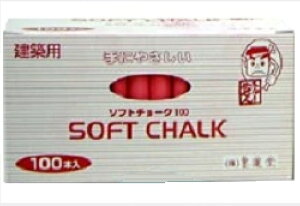 建築用
手にやさしい
ソフトチョーク100
SOFT CHALK
100本入
(株)